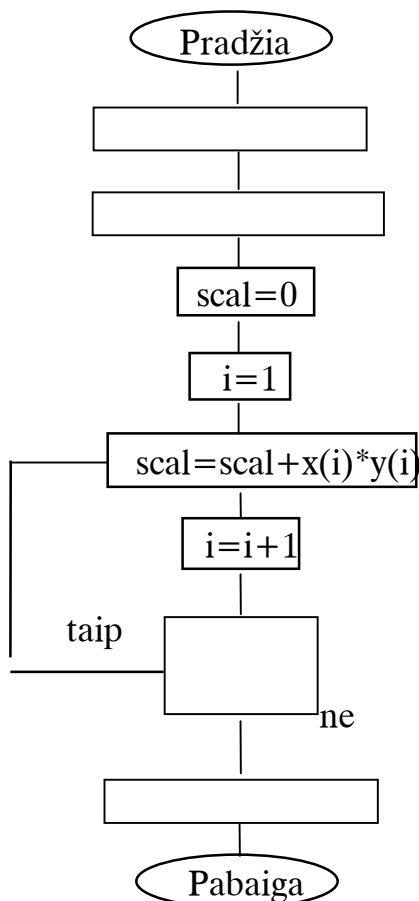 Pradžia
scal=0
i=1
scal=scal+x(i)*y(i)
i=i+1
taip
ne
Pabaiga